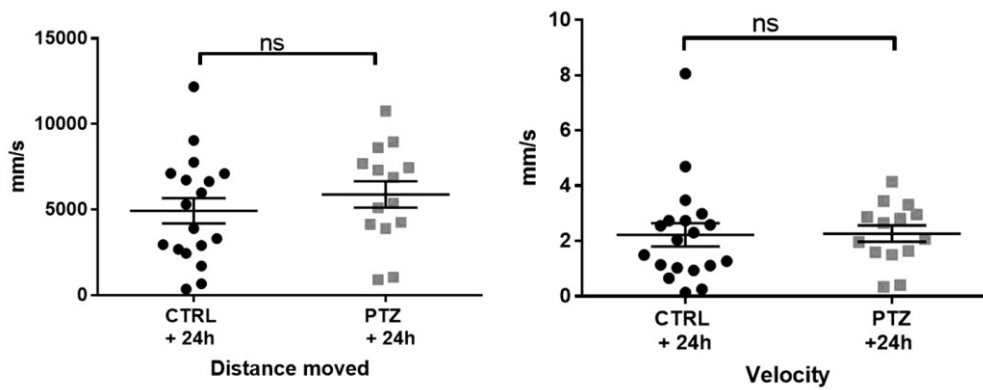 15000
10000
5000
0
mm/s
ns
CTRL
+ 24h
PTZ
+ 24h
Distance moved
10
8
6
4
2
0
mm/s
ns
CTRL
+ 24h
PTZ
+24h
Velocity